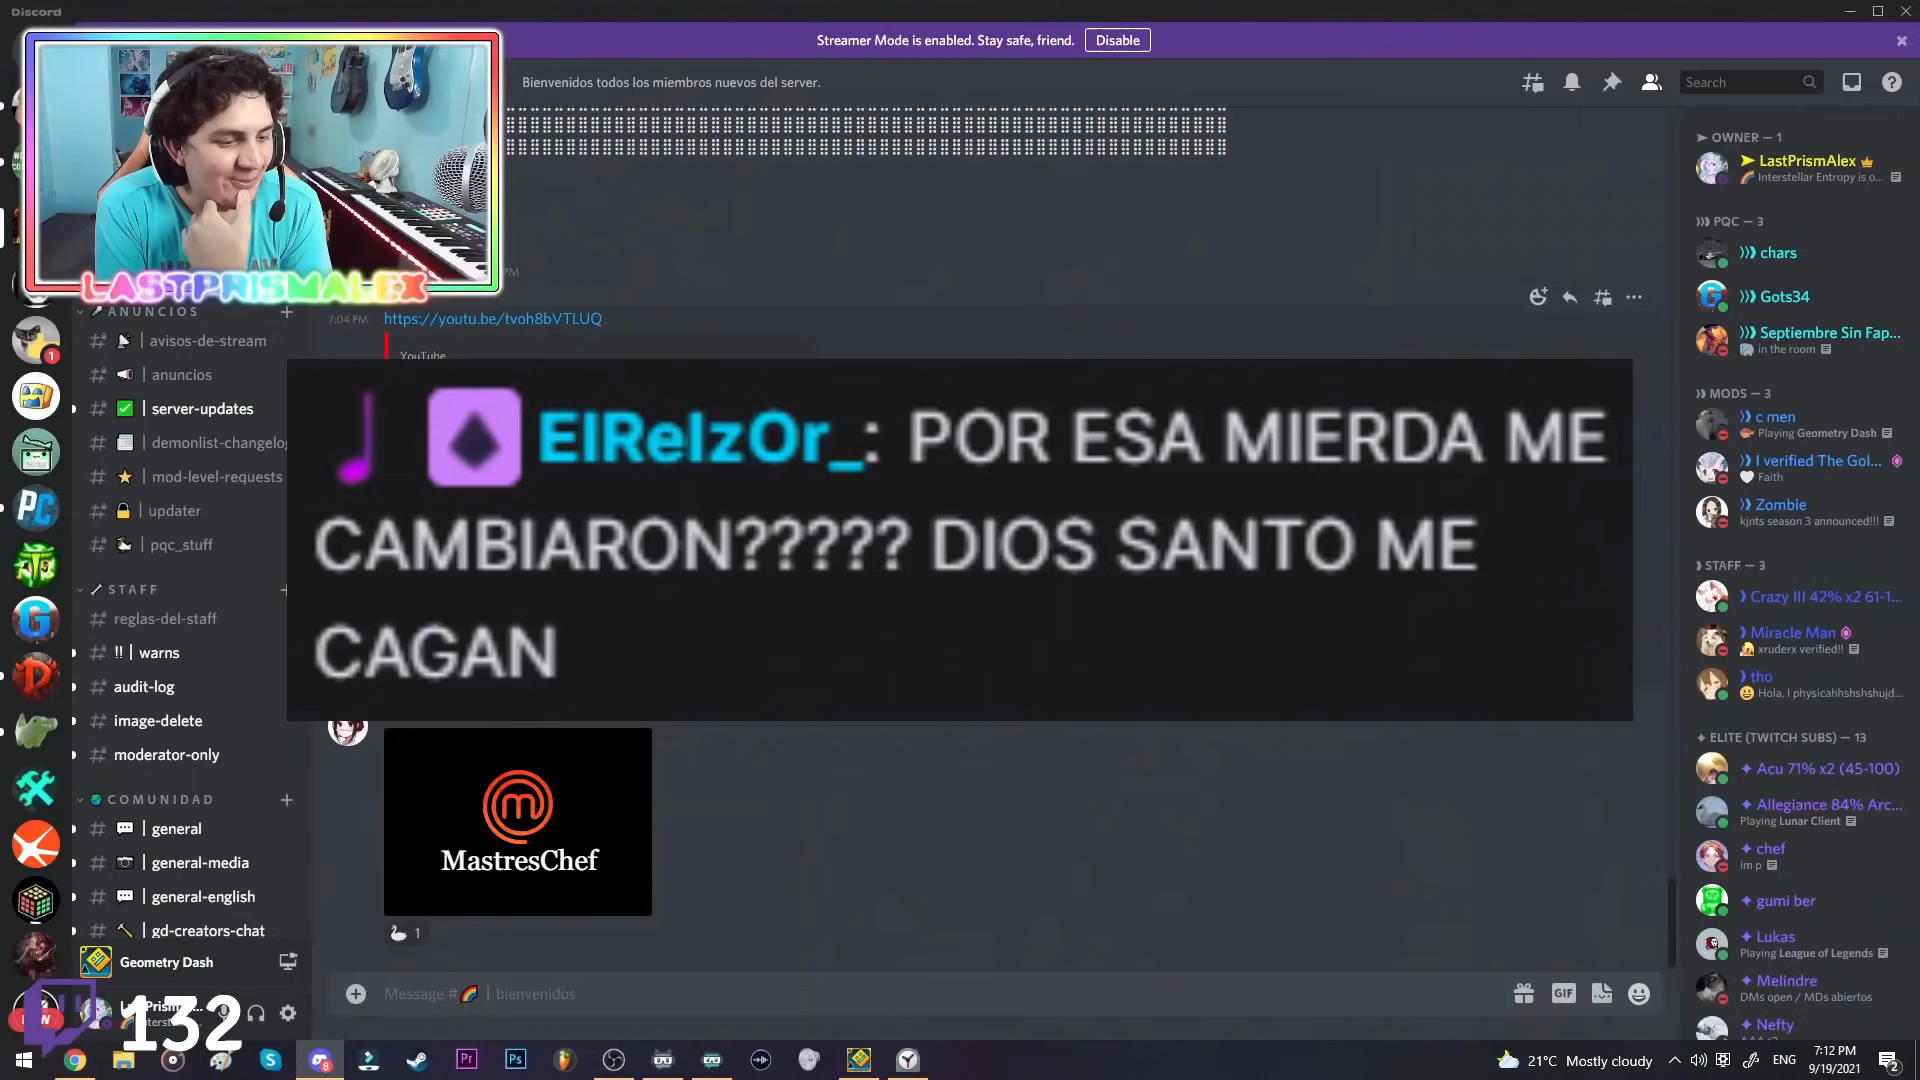 Discord
Streamer Mode is enabled. Stay safe, friend.
Disable
Bienvenidos todos los miembros nuevos del server.
Search
LASTPRISMALEX
PM
ANUNCIOS
avisos-de-stream
anuncios
server-updates
demonlist-changelo
mod-level-requests
updater
pqc_stuff
STAFF
reglas-del-staff
!! | warns
audit-log
image-delete
moderator-only
COMUNIDAD
general
general-media
general-english
gd-creators-chat
Geometry Dash
132
7:04 PM
https://youtu.be/tvoh8bVTLUQ
YouTube
ElReIzOr_: POR ESA MIERDA ME
CAMBIARON????? DIOS SANTO ME
CAGAN
MastresChef
1
Message #🌈 | bienvenidos
GIF
OWNER — 1
LastPrismAlex
Interstellar Entropy is o...
PQC — 3
chars
Gots34
Septiembre Sin Fap...
in the room
MODS — 3
c men
Playing Geometry Dash
I verified The Gol...
Faith
Zombie
kjnts season 3 announced!!!
STAFF — 3
Crazy III 42% x2 61-1...
Miracle Man
xruderx verified!!
tho
Hola, I physicahhshshshujd...
ELITE (TWITCH SUBS) — 13
Acu 71% x2 (45-100)
Allegiance 84% Arc...
Playing Lunar Client
chef
im p
gumi ber
Lukas
Playing League of Legends
Melindre
DMs open / MDs abiertos
Nefty
21°C Mostly cloudy
ENG
7:12 PM
9/19/2021
2